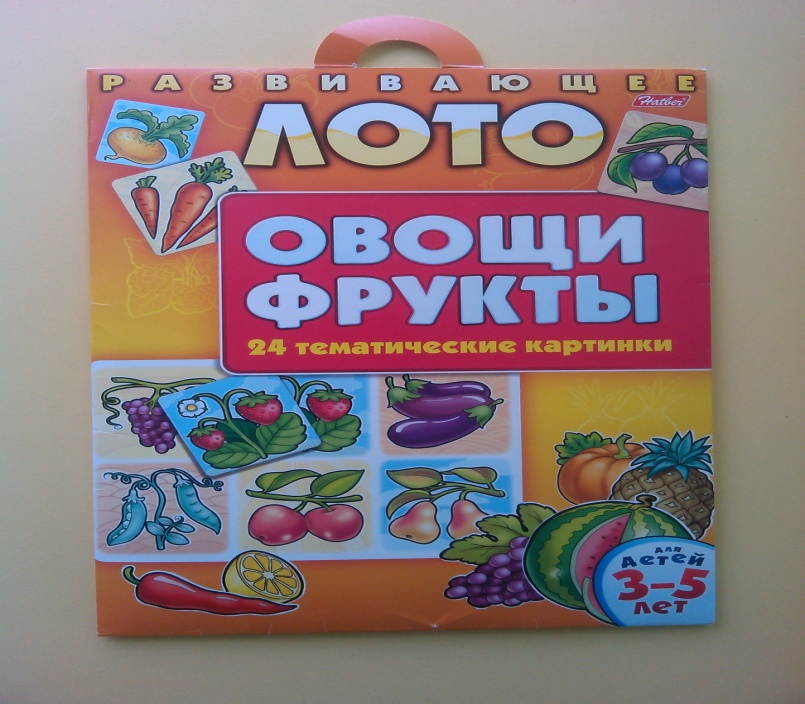 РАЗВИВАЮЩЕЕ
Hatber
ЛОТО
ОВОЩИ
ФРУКТЫ
24 тематические картинки
для
детей
3-5
лет